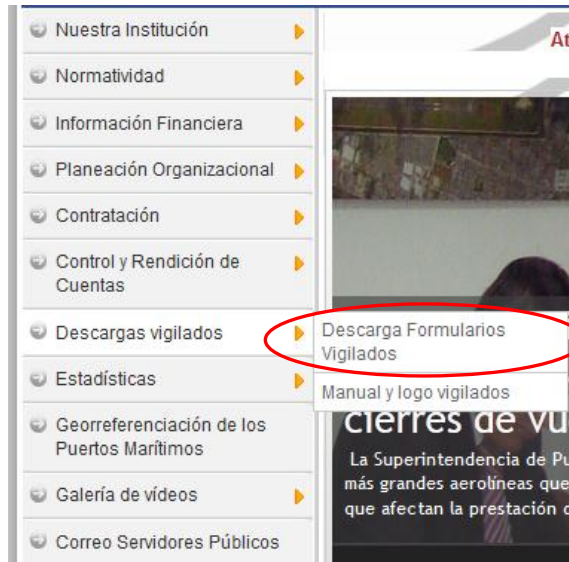 Nuestra Institución
Normatividad
Información Financiera
Planeación Organizacional
Contratación
Control y Rendición de
Cuentas
Descargas vigilados
Estadísticas
Georreferenciación de los
Puertos Marítimos
Galería de vídeos
Correo Servidores Públicos
Descarga Formularios
Vigilados
Manual y logo vigilados
At
cierres de vu
La Superintendencia de Pu
más grandes aerolíneas que
que afectan la prestación